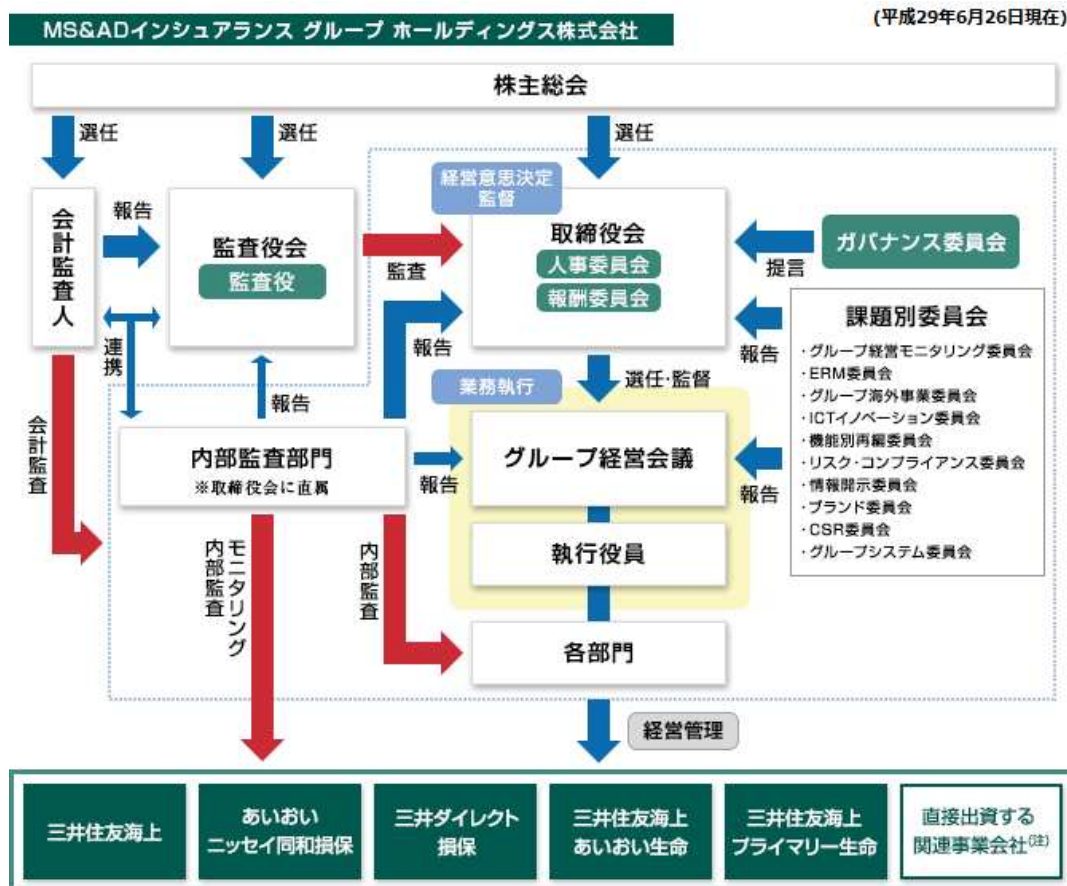 (平成29年6月26日現在)
MS&ADインシュアランス グループ ホールディングス株式会社
株主総会
選任
選任
選任
経営意思決定
監督
会計監査人
報告
監査役会
監査役
監査
取締役会
人事委員会
報酬委員会
提言
ガバナンス委員会
連携
報告
報告
報告
課題別委員会
・グループ経営モニタリング委員会
・ERM委員会
・グループ海外事業委員会
・ICTイノベーション委員会
・機能別再編委員会
・リスク・コンプライアンス委員会
・情報開示委員会
・ブランド委員会
・CSR委員会
・グループシステム委員会
業務執行
選任・監督
内部監査部門
※取締役会に直属
報告
グループ経営会議
報告
会計監査
モニタリング
内部監査
内部監査
執行役員
各部門
経営管理
三井住友海上
あいおい
ニッセイ同和損保
三井ダイレクト
損保
三井住友海上
あいおい生命
三井住友海上
プライマリー生命
直接出資する
関連事業会社(注)